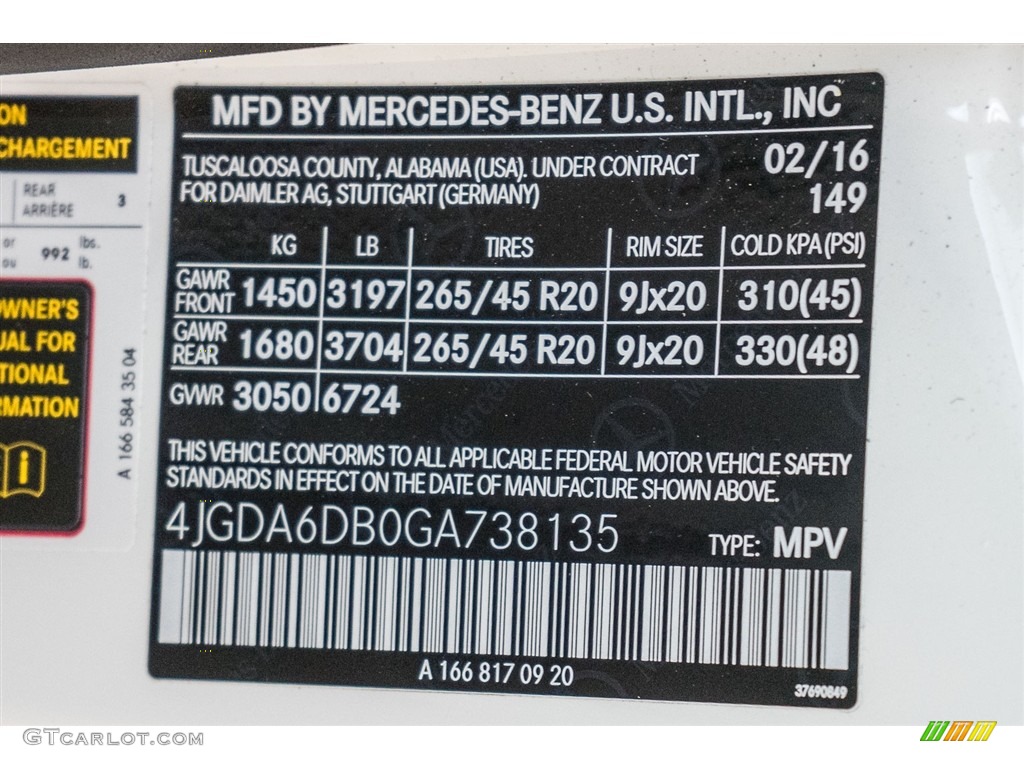 ON
CHARGEMENT
REAR
ARRIÈRE 3
or
ou 992 lbs.
lb.
OWNER'S
UAL FOR
TIONAL
RMATION
A 166 584 35 04
MFD BY MERCEDES-BENZ U.S. INTL., INC
TUSCALOOSA COUNTY, ALABAMA (USA). UNDER CONTRACT 02/16
FOR DAIMLER AG, STUTTGART (GERMANY) 149
KG LB TIRES RIM SIZE COLD KPA (PSI)
GAWR
FRONT 1450 3197 265/45 R20 9Jx20 310(45)
GAWR
REAR 1680 3704 265/45 R20 9Jx20 330(48)
GVWR 3050 6724
THIS VEHICLE CONFORMS TO ALL APPLICABLE FEDERAL MOTOR VEHICLE SAFETY
STANDARDS IN EFFECT ON THE DATE OF MANUFACTURE SHOWN ABOVE.
4JGDA6DB0GA738135 TYPE: MPV
A 166 817 09 20
37690849
GTCARLOT.COM